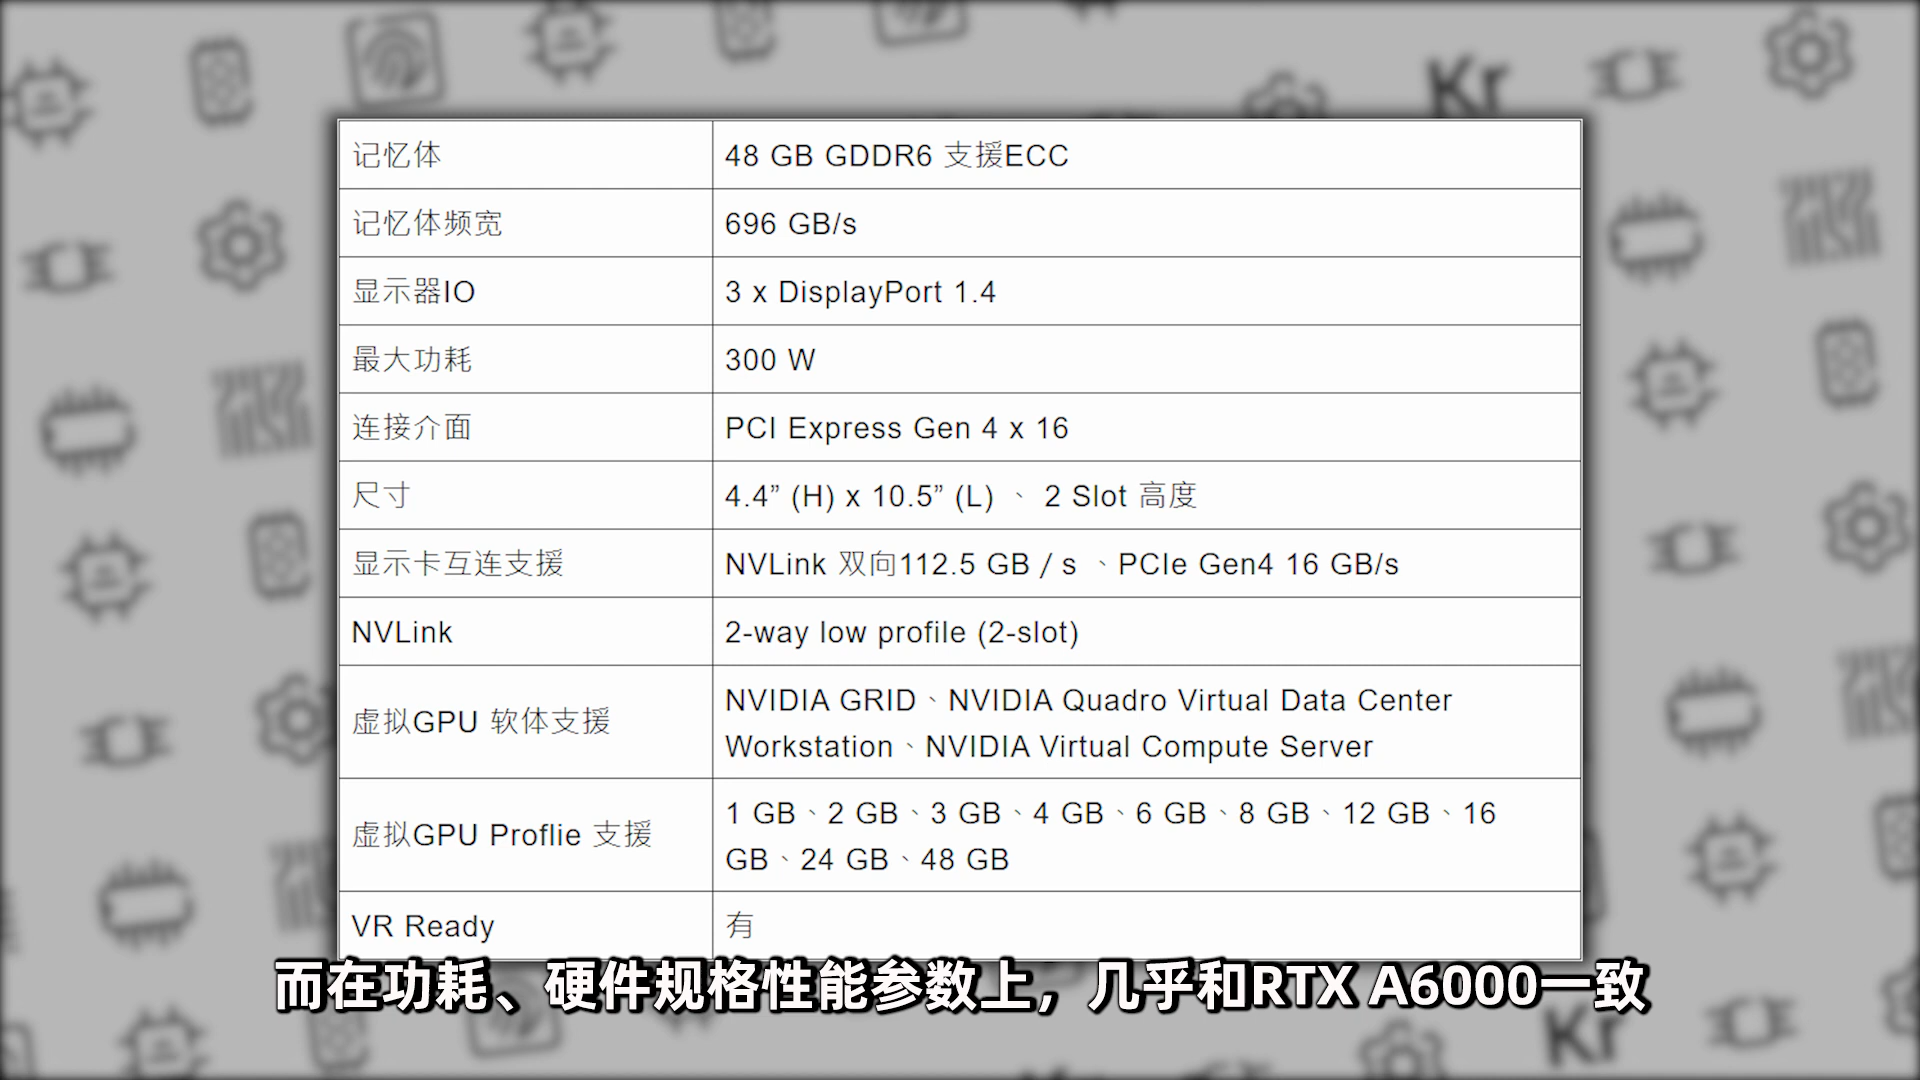 Kr
记忆体
48 GB GDDR6 支援ECC
记忆体频宽
696 GB/s
显示器IO
3 x DisplayPort 1.4
最大功耗
300 W
连接介面
PCI Express Gen 4 x 16
尺寸
4.4” (H) x 10.5” (L) 、 2 Slot 高度
显示卡互连支援
NVLink 双向112.5 GB / s 、PCIe Gen4 16 GB/s
NVLink
2-way low profile (2-slot)
虚拟GPU 软体支援
NVIDIA GRID、NVIDIA Quadro Virtual Data Center
Workstation、NVIDIA Virtual Compute Server
虚拟GPU Proflie 支援
1 GB、2 GB、3 GB、4 GB、6 GB、8 GB、12 GB、16
GB、24 GB、48 GB
VR Ready
有
而在功耗、硬件规格性能参数上，几乎和RTX A6000一致
Kr